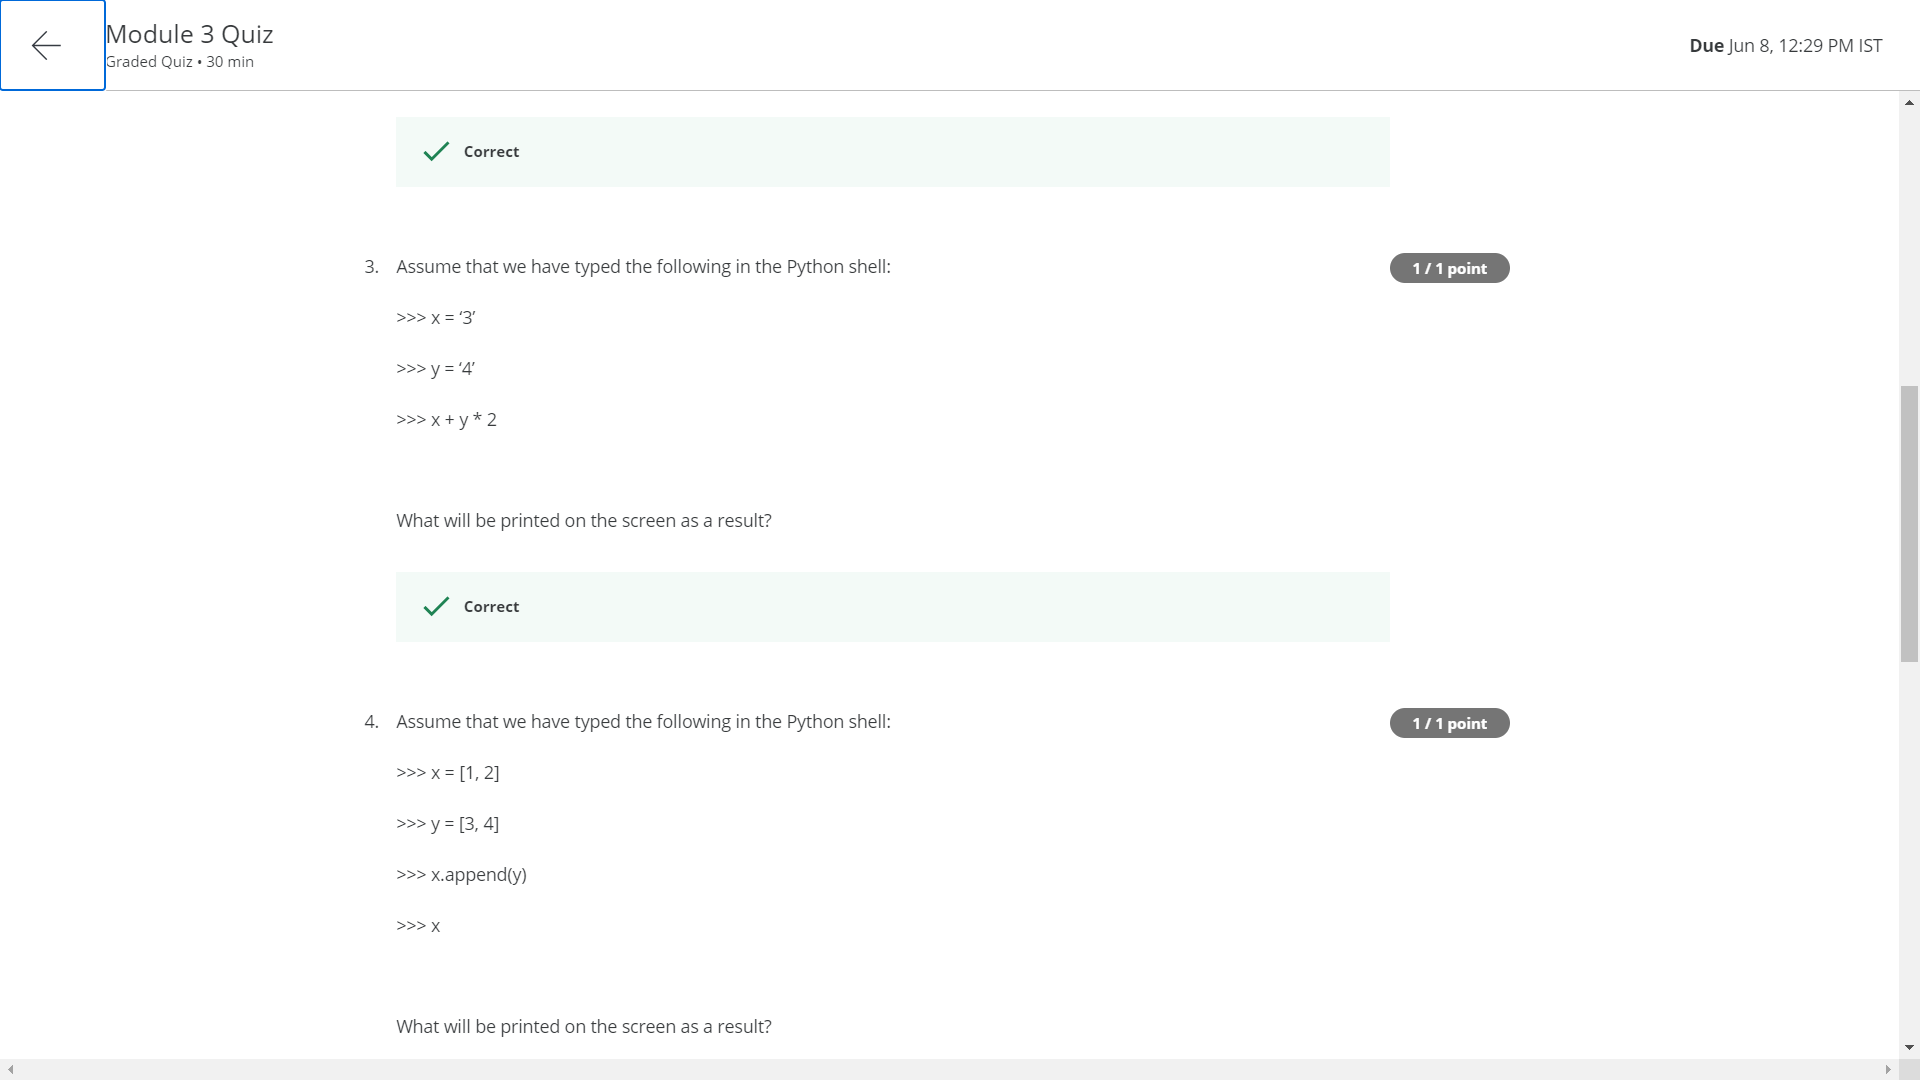 Module 3 Quiz
Graded Quiz • 30 min
Due Jun 8, 12:29 PM IST
Correct
3. Assume that we have typed the following in the Python shell:
1 / 1 point
>>> x = ‘3’
>>> y = ‘4’
>>> x + y * 2
What will be printed on the screen as a result?
Correct
4. Assume that we have typed the following in the Python shell:
1 / 1 point
>>> x = [1, 2]
>>> y = [3, 4]
>>> x.append(y)
>>> x
What will be printed on the screen as a result?